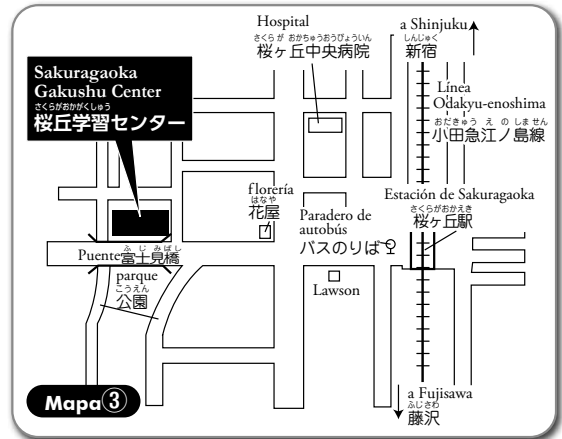 Hospital
さくら が おかちゅうおうびょういん
桜ヶ丘中央病院
a Shinjuku
しんじゅく
新宿
Sakuragaoka
Gakushu Center
さくらがおかがくしゅう
桜丘学習センター
Línea
Odakyu-enoshima
おだきゅう え の しません
小田急江ノ島線
florería
はなや
花屋
Paradero de
autobús
バスのりば
Estación de Sakuragaoka
さくらがおかえき
桜ヶ丘駅
ふ じ みばし
Puente富士見橋
parque
こうえん
公園
Lawson
Mapa③
a Fujisawa
ふじさわ
藤沢